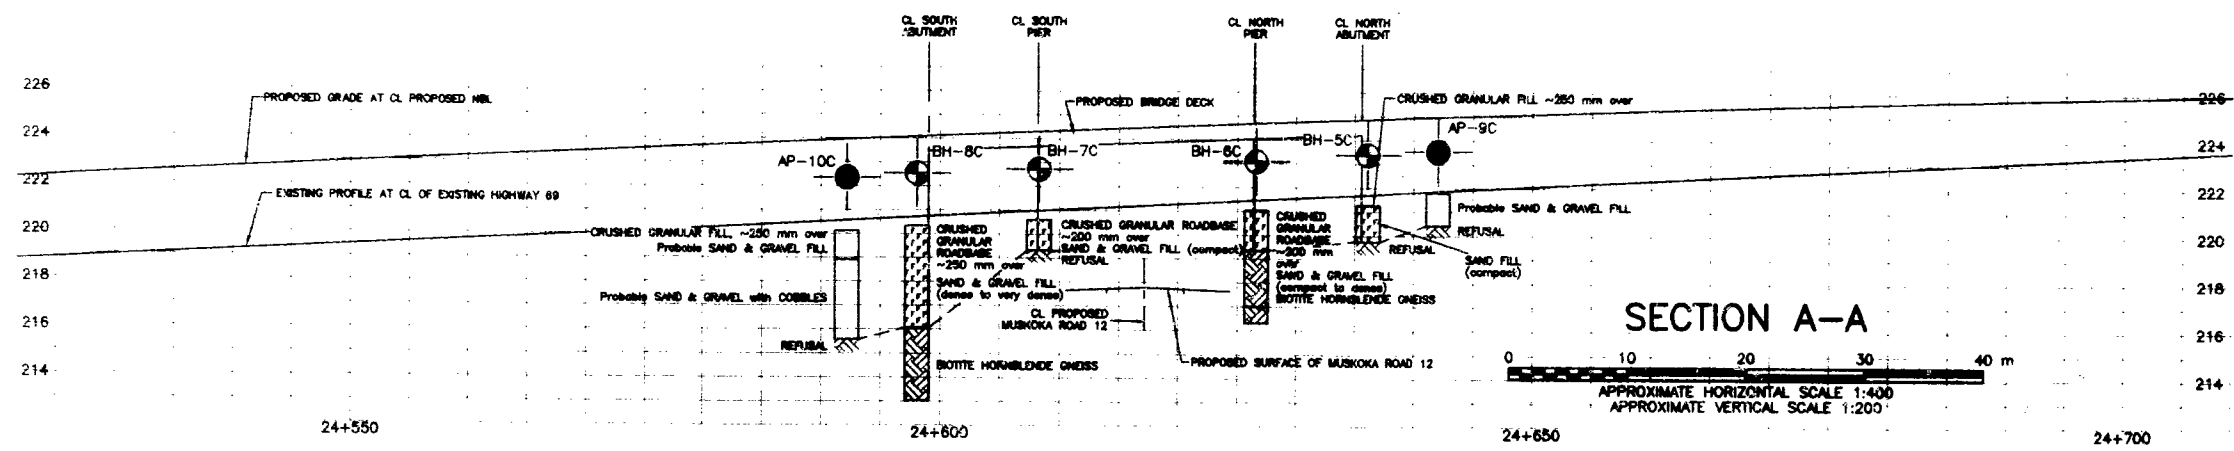 CL SOUTH
ABUTMENT
CL SOUTH
PIER
CL NORTH
PIER
CL NORTH
ABUTMENT
226
224
222
220
218
216
214
PROPOSED GRADE AT CL PROPOSED NBL
PROPOSED BRIDGE DECK
CRUSHED GRANULAR FILL ~250 mm over
AP-10C
BH-8C
BH-7C
BH-6C
BH-5C
AP-9C
EXISTING PROFILE AT CL OF EXISTING HIGHWAY 69
CRUSHED GRANULAR FILL, ~250 mm over
Probable SAND & GRAVEL FILL
Probable SAND & GRAVEL with COBBLES
REFUSAL
CRUSHED
GRANULAR
ROADBASE
~250 mm over
SAND & GRAVEL FILL
(dense to very dense)
BIOTITE HORNBLENDE GNEISS
CRUSHED GRANULAR ROADBASE
~200 mm over
SAND & GRAVEL FILL (compact)
REFUSAL
CL PROPOSED
MUSKOKA ROAD 12
PROPOSED SURFACE OF MUSKOKA ROAD 12
CRUSHED
GRANULAR
ROADBASE
~200 mm
over
SAND & GRAVEL FILL
(compact to dense)
BIOTITE HORNBLENDE GNEISS
REFUSAL
SAND FILL
(compact)
Probable SAND & GRAVEL FILL
REFUSAL
226
224
222
220
218
216
214
SECTION A-A
0 10 20 30 40 m
APPROXIMATE HORIZONTAL SCALE 1:400
APPROXIMATE VERTICAL SCALE 1:200
24+550
24+600
24+650
24+700